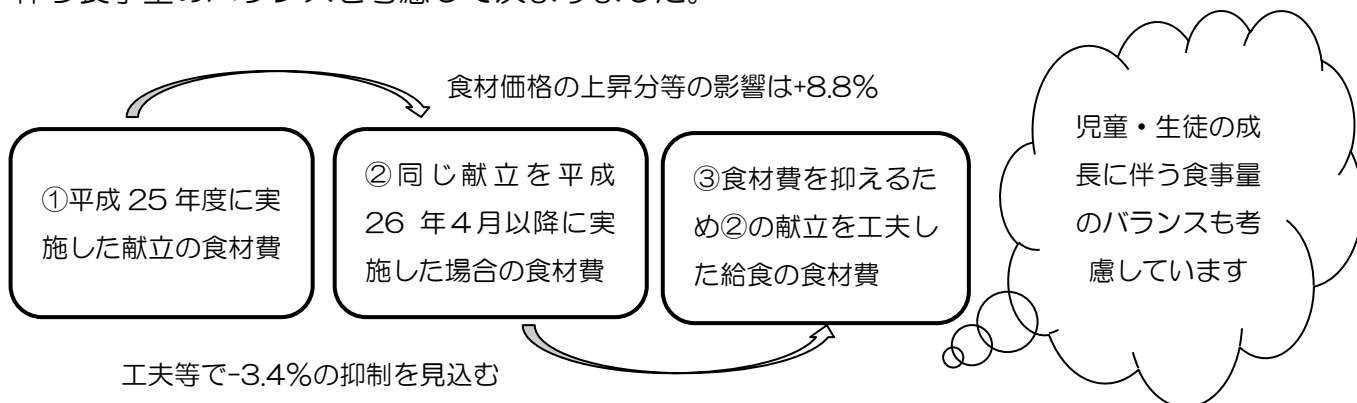 伴う食事量のバランスを考慮して決まりました。
食材価格の上昇分等の影響は+8.8%
①平成 25 年度に実
施した献立の食材費
②同じ献立を平成
26 年4月以降に実
施した場合の食材費
③食材費を抑えるた
め②の献立を工夫し
た給食の食材費
児童・生徒の成
長に伴う食事量
のバランスも考
慮しています
工夫等で-3.4%の抑制を見込む